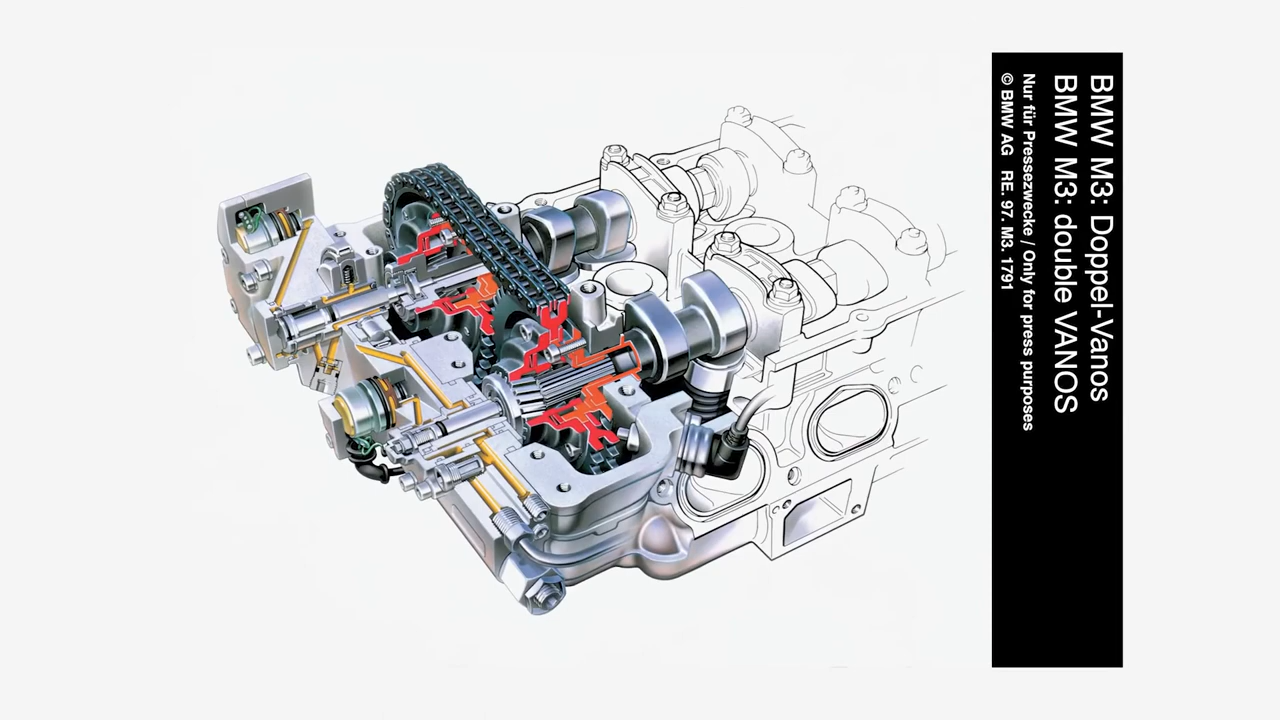 BMW M3: Doppel-Vanos
BMW M3: double VANOS
Nur für Pressezwecke / Only for press purposes
© BMW AG RE. 97. M3. 1791